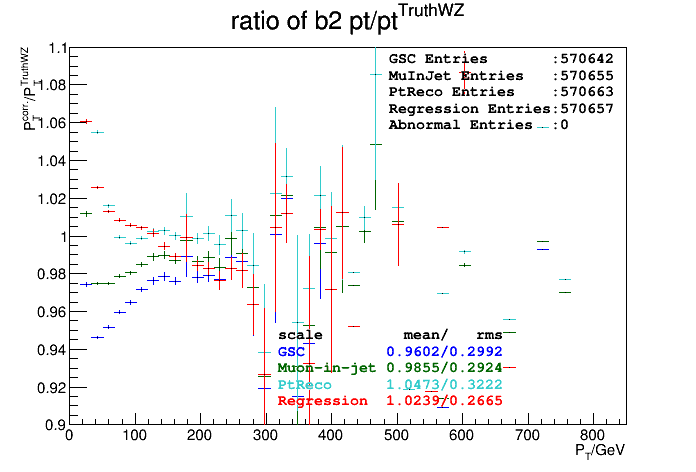 ratio of b2 pt/pt^TruthWZ
P_T^corr./P_T^TruthWZ
1.1
1.08
1.06
1.04
1.02
1
0.98
0.96
0.94
0.92
0.9
GSC Entries :570642
MuInJet Entries :570655
PtReco Entries :570663
Regression Entries:570657
Abnormal Entries :0
scale mean/ rms
GSC 0.9602/0.2992
Muon-in-jet 0.9855/0.2924
PtReco 1.0473/0.3222
Regression 1.0239/0.2665
0 100 200 300 400 500 600 700 800
P_T/GeV